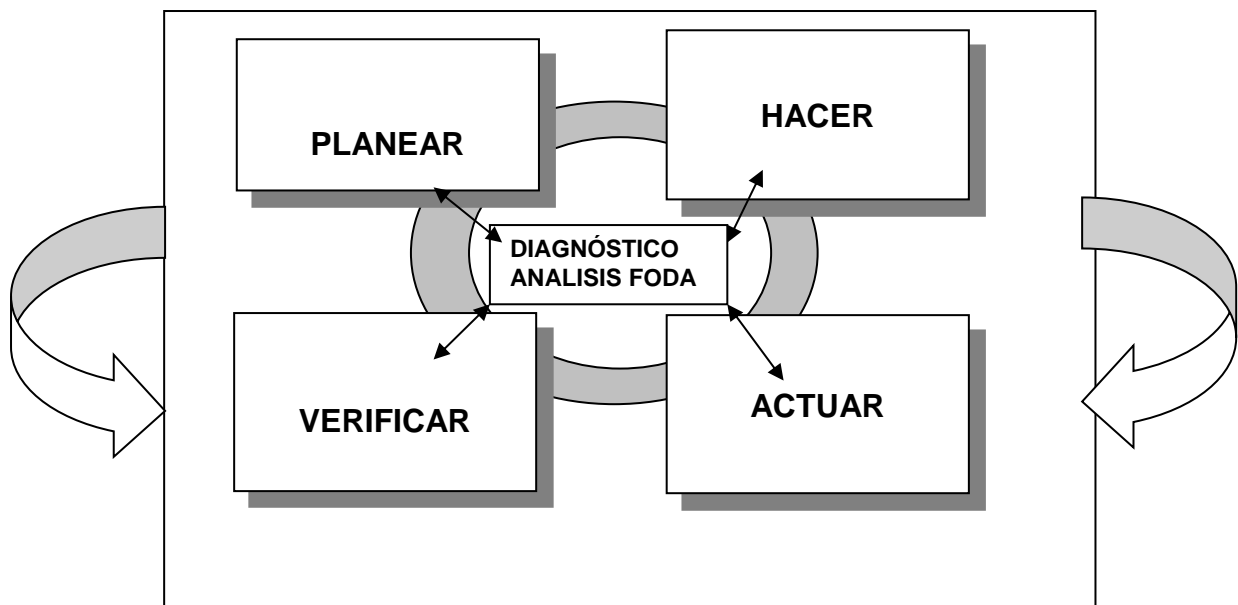 PLANEAR
HACER
DIAGNÓSTICO
ANALISIS FODA
VERIFICAR
ACTUAR